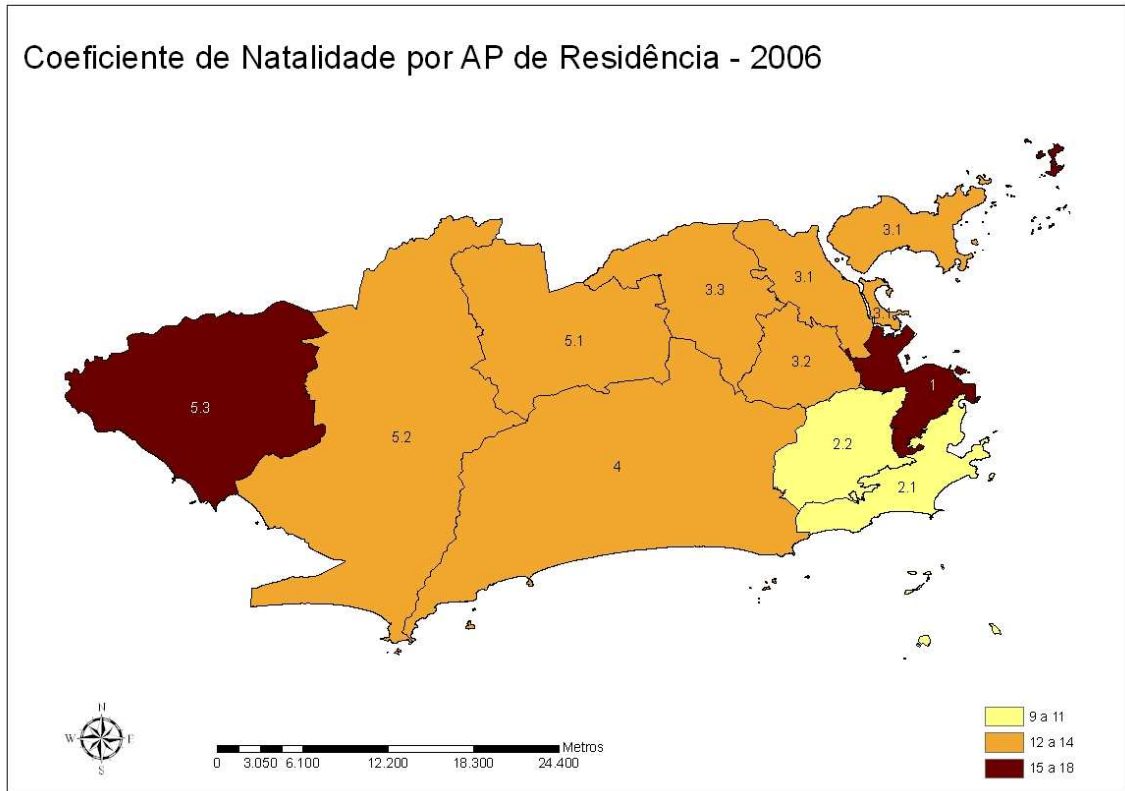 Coeficiente de Natalidade por AP de Residência - 2006
3.1
3.1
3.3
3.1
5.1
3.2
1
5.3
5.2
2.2
4
2.1
N
W E
S
Metros
0 3.050 6.100 12.200 18.300 24.400
9 a 11
12 a 14
15 a 18